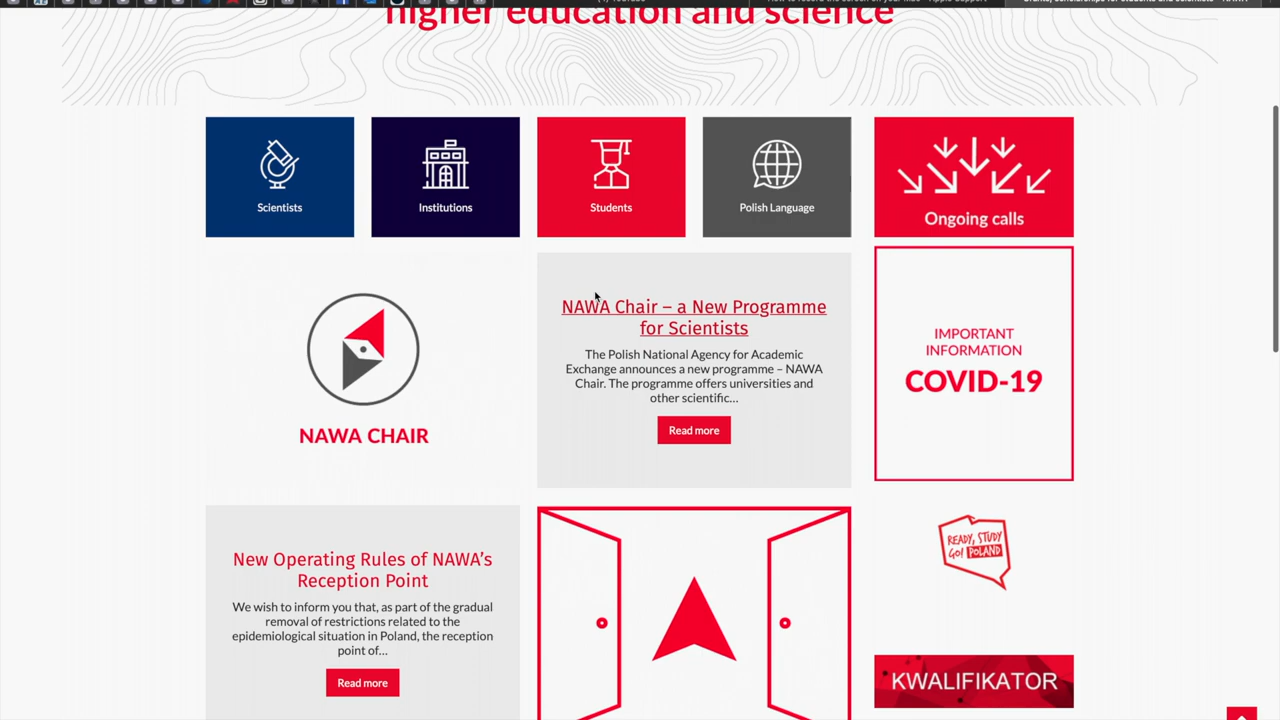 higher education and science
Scientists
Institutions
Students
Polish Language
Ongoing calls
NAWA CHAIR
NAWA Chair – a New Programme
for Scientists
The Polish National Agency for Academic
Exchange announces a new programme – NAWA
Chair. The programme offers universities and
other scientific...
Read more
IMPORTANT
INFORMATION
COVID-19
New Operating Rules of NAWA's
Reception Point
We wish to inform you that, as part of the gradual
removal of restrictions related to the
epidemiological situation in Poland, the reception
point of...
Read more
READY, STUDY
GO! POLAND
KWALIFIKATOR